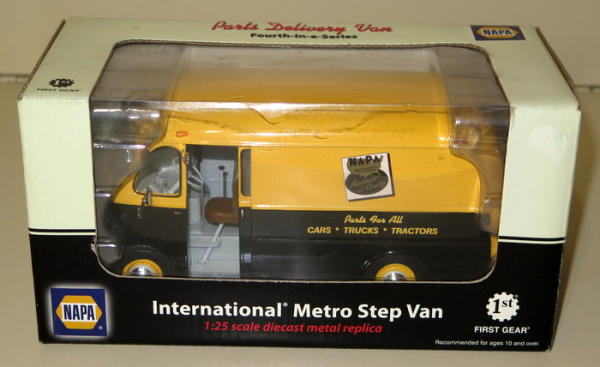 Parts Delivery Van
Fourth-in-a-Series
NAPA
1st
FIRST GEAR
NAPA
Parts For All
CARS * TRUCKS * TRACTORS
NAPA
International® Metro Step Van
1:25 scale diecast metal replica
1st
FIRST GEAR®
Recommended for ages 10 and over.